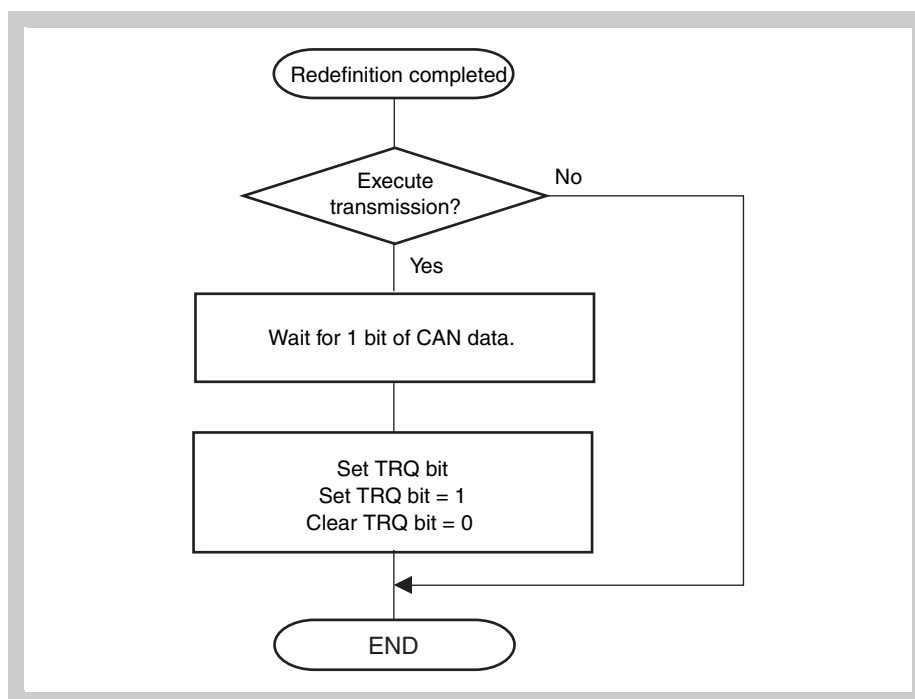 Redefinition completed
Execute
transmission?
No
Yes
Wait for 1 bit of CAN data.
Set TRQ bit
Set TRQ bit = 1
Clear TRQ bit = 0
END